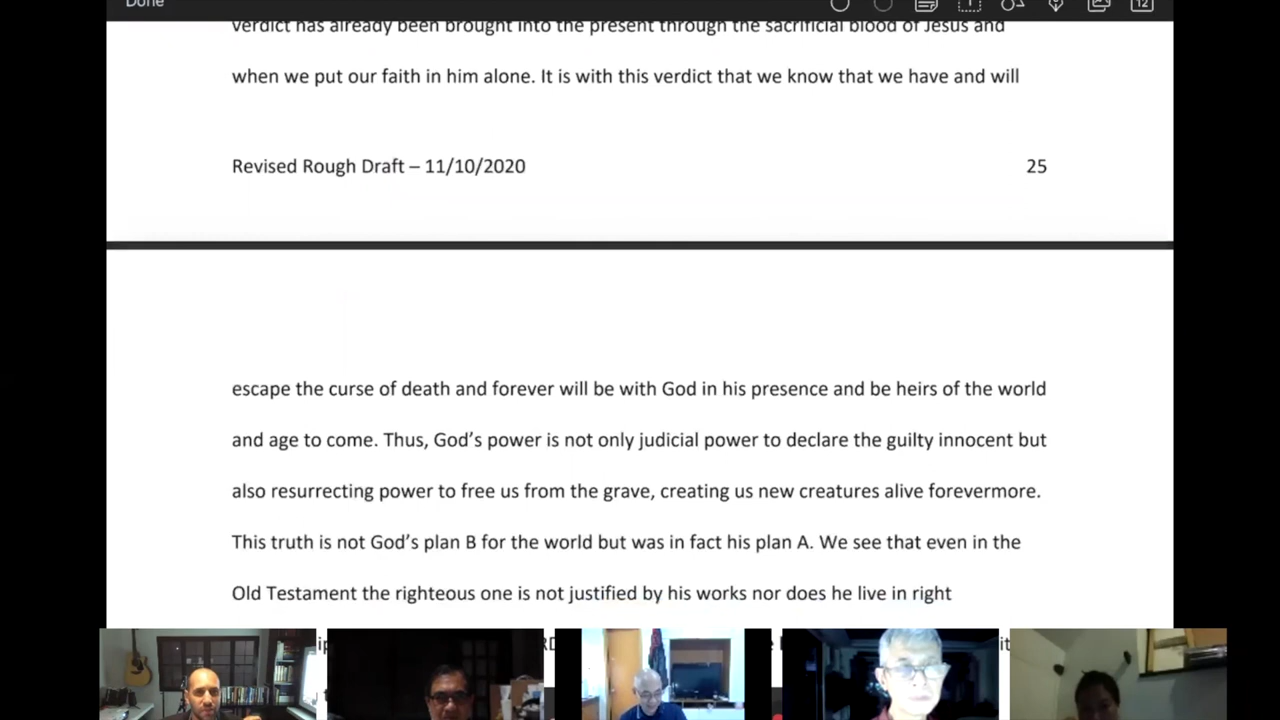 Done
verdict has already been brought into the present through the sacrificial blood of Jesus and
when we put our faith in him alone. It is with this verdict that we know that we have and will
Revised Rough Draft – 11/10/2020 25
escape the curse of death and forever will be with God in his presence and be heirs of the world
and age to come. Thus, God’s power is not only judicial power to declare the guilty innocent but
also resurrecting power to free us from the grave, creating us new creatures alive forevermore.
This truth is not God’s plan B for the world but was in fact his plan A. We see that even in the
Old Testament the righteous one is not justified by his works nor does he live in right